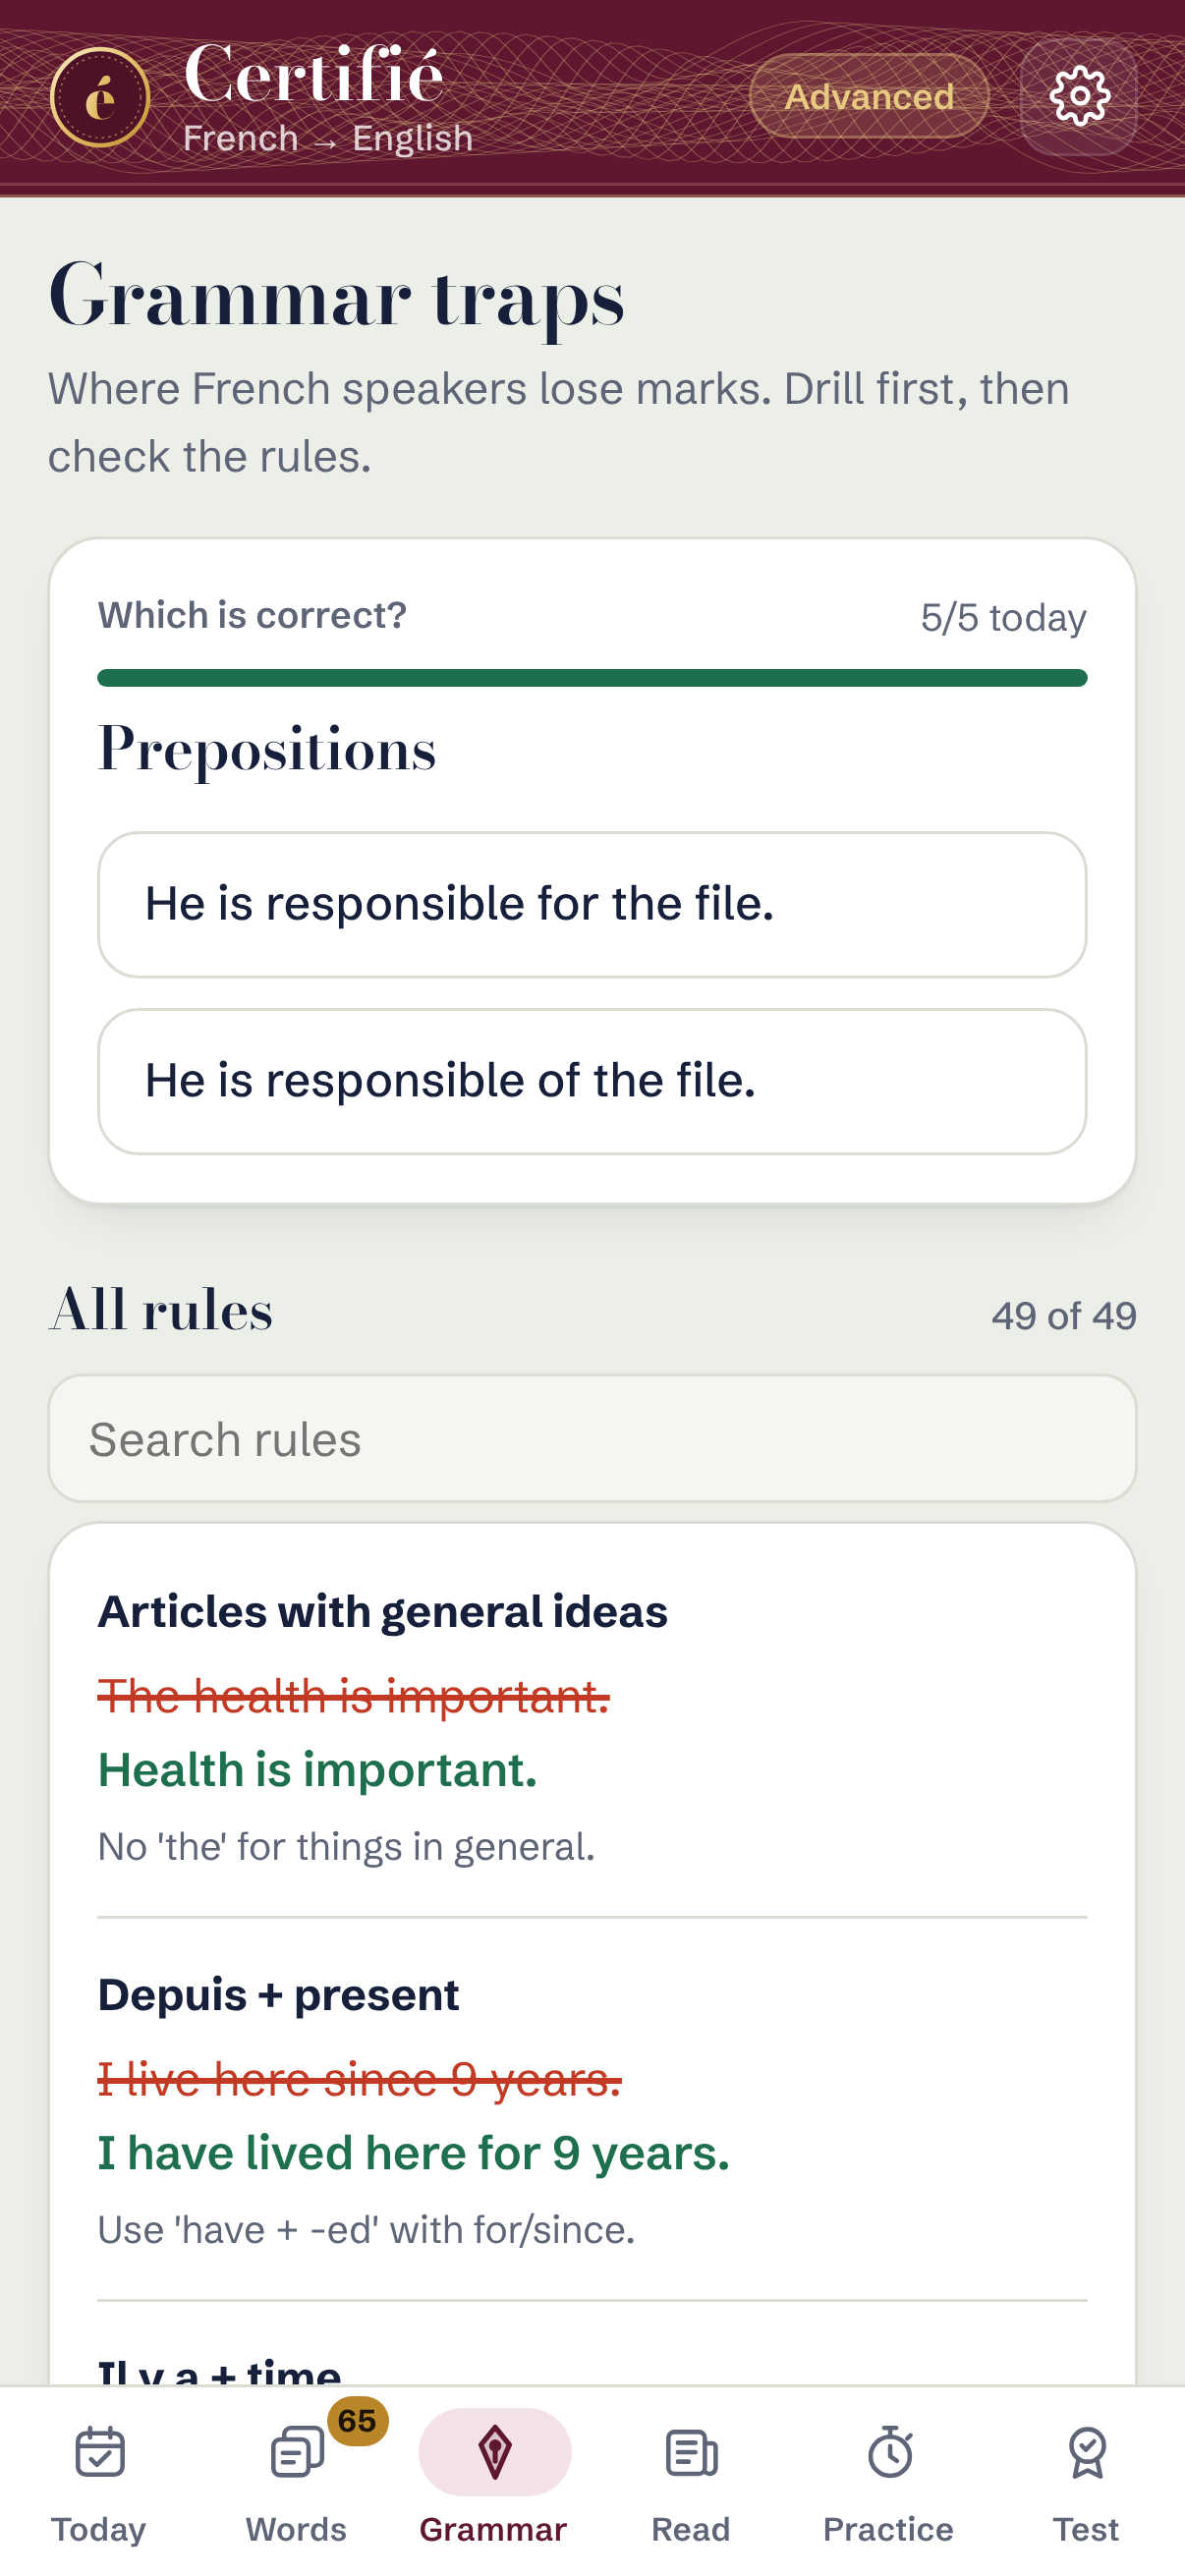 é
Certifié
French → English
Advanced
Grammar traps
Where French speakers lose marks. Drill first, then
check the rules.
Which is correct?
5/5 today
Prepositions
He is responsible for the file.
He is responsible of the file.
All rules
49 of 49
Search rules
Articles with general ideas
The health is important.
Health is important.
No 'the' for things in general.
Depuis + present
I live here since 9 years.
I have lived here for 9 years.
Use 'have + -ed' with for/since.
Il y a + time
65
Today
Words
Grammar
Read
Practice
Test